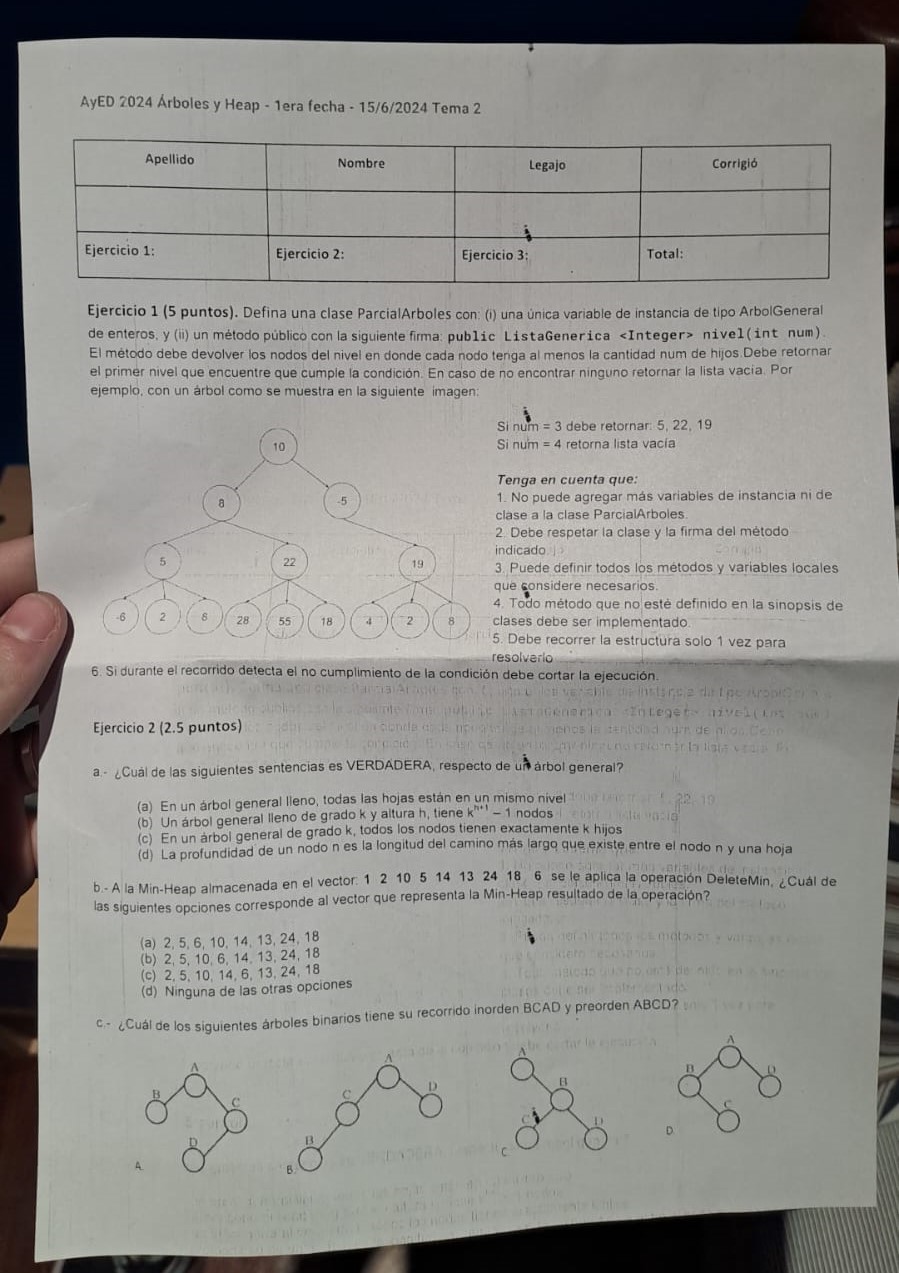 AyED 2024 Árboles y Heap - 1era fecha - 15/6/2024 Tema 2
Apellido Nombre Legajo Corrigió
Ejercicio 1: Ejercicio 2: Ejercicio 3: Total:
Ejercicio 1 (5 puntos). Defina una clase ParcialArboles con: (i) una única variable de instancia de tipo ArbolGeneral
de enteros, y (ii) un método público con la siguiente firma: public ListaGenerica <Integer> nivel(int num).
El método debe devolver los nodos del nivel en donde cada nodo tenga al menos la cantidad num de hijos.Debe retornar
el primer nivel que encuentre que cumple la condición. En caso de no encontrar ninguno retornar la lista vacía. Por
ejemplo, con un árbol como se muestra en la siguiente imagen:
10
8 -5
5 22 19
-6 2 8 28 55 18 4 2 8
Si num = 3 debe retornar: 5, 22, 19
Si num = 4 retorna lista vacía
Tenga en cuenta que:
1. No puede agregar más variables de instancia ni de
clase a la clase ParcialArboles.
2. Debe respetar la clase y la firma del método
indicado
3. Puede definir todos los métodos y variables locales
que considere necesarios.
4. Todo método que no esté definido en la sinopsis de
clases debe ser implementado.
5. Debe recorrer la estructura solo 1 vez para
resolverlo
6. Si durante el recorrido detecta el no cumplimiento de la condición debe cortar la ejecución.
Ejercicio 2 (2.5 puntos)
a.- ¿Cuál de las siguientes sentencias es VERDADERA, respecto de un árbol general?
(a) En un árbol general lleno, todas las hojas están en un mismo nivel
(b) Un árbol general lleno de grado k y altura h, tiene k^(h+1) – 1 nodos
(c) En un árbol general de grado k, todos los nodos tienen exactamente k hijos
(d) La profundidad de un nodo n es la longitud del camino más largo que existe entre el nodo n y una hoja
b.- A la Min-Heap almacenada en el vector: 1 2 10 5 14 13 24 18 6 se le aplica la operación DeleteMin, ¿Cuál de
las siguientes opciones corresponde al vector que representa la Min-Heap resultado de la operación?
(a) 2, 5, 6, 10, 14, 13, 24, 18
(b) 2, 5, 10, 6, 14, 13, 24, 18
(c) 2, 5, 10, 14, 6, 13, 24, 18
(d) Ninguna de las otras opciones
c.- ¿Cuál de los siguientes árboles binarios tiene su recorrido inorden BCAD y preorden ABCD?
A B C D
A.
A C D B
B.
A B C D
C
A B D C
D.